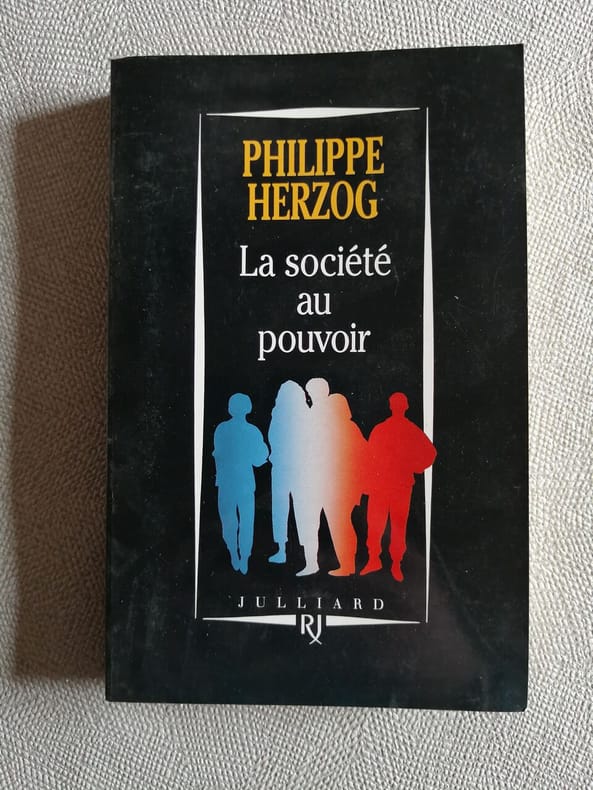 PHILIPPE
HERZOG
La société
au
pouvoir
JULLIARD
RJ